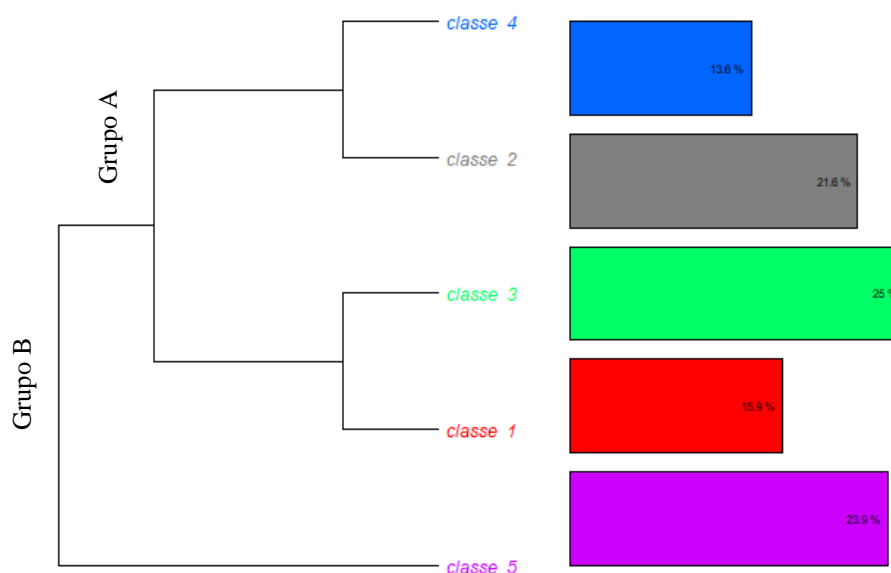 classe 4
13.6 %
Grupo A
classe 2
21.6 %
classe 3
25 %
Grupo B
classe 1
15.9 %
classe 5
23.9 %